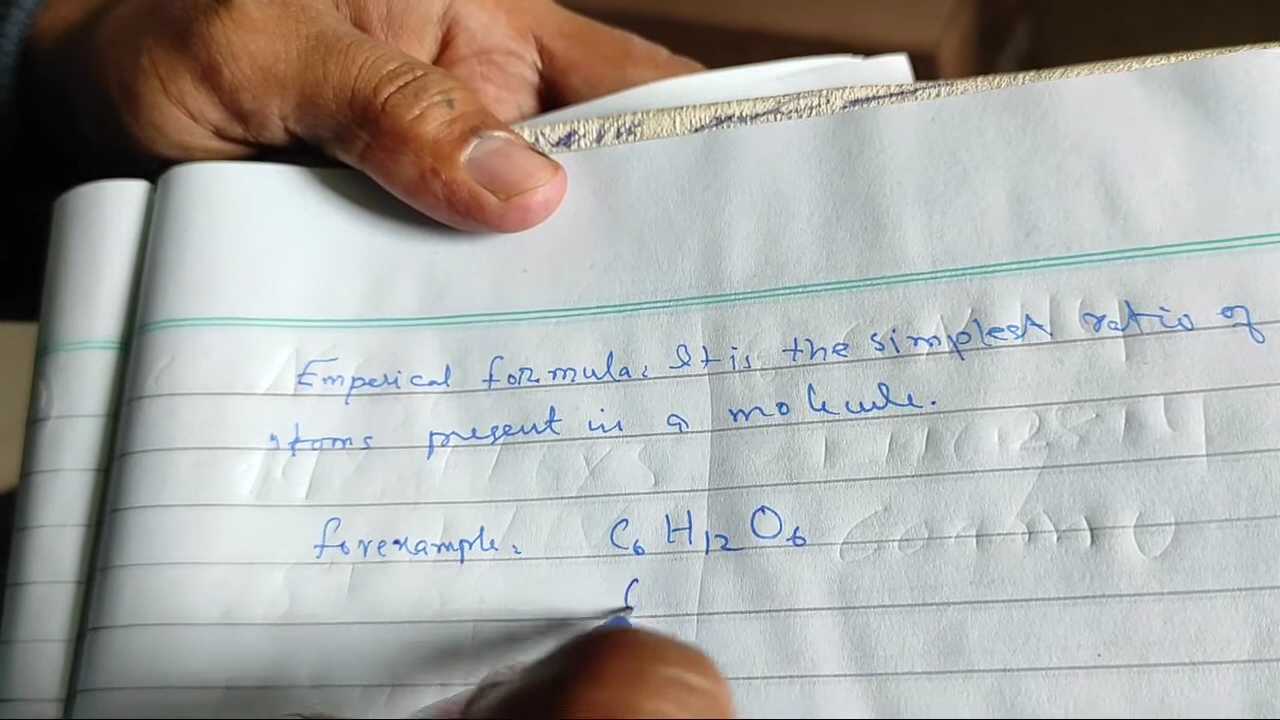 Emperical formula: It is the simplest ratio of
atoms present in a molecule.
for example: C₆ H₁₂ O₆
C